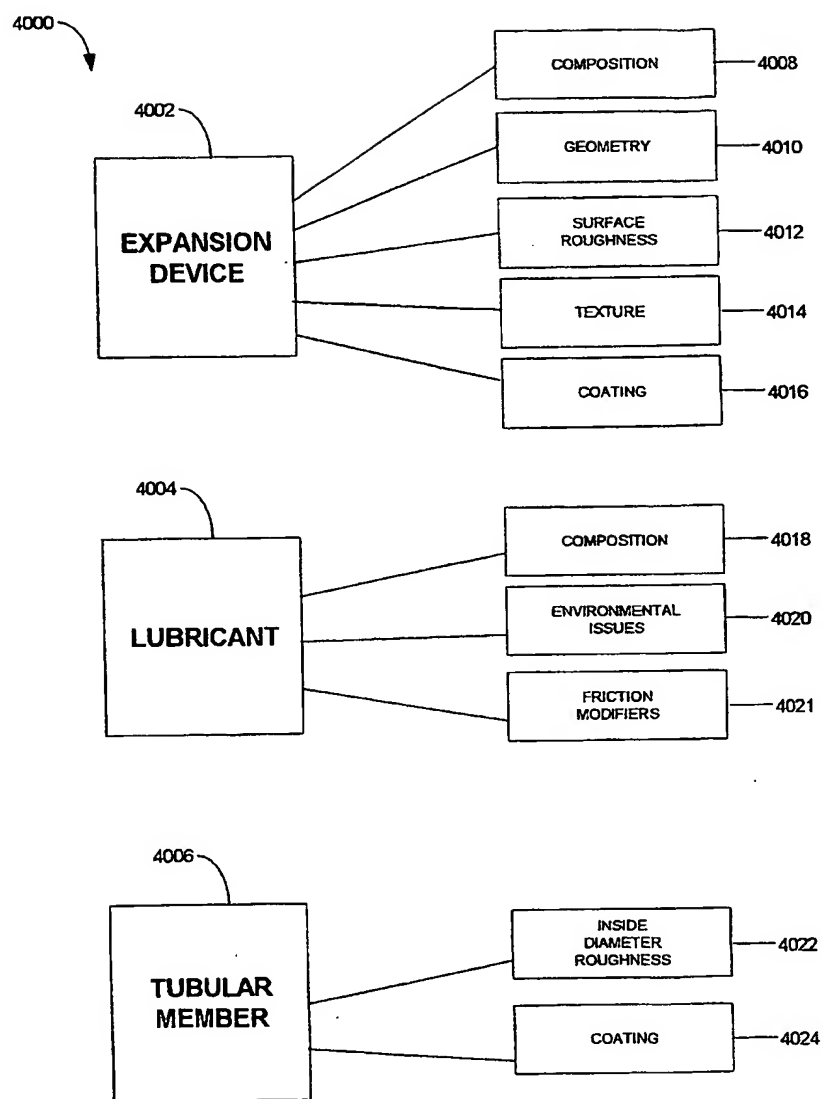 4000
COMPOSITION
4008
4002
GEOMETRY
4010
EXPANSION
DEVICE
SURFACE
ROUGHNESS
4012
TEXTURE
4014
COATING
4016
4004
COMPOSITION
4018
LUBRICANT
ENVIRONMENTAL
ISSUES
4020
FRICTION
MODIFIERS
4021
4006
INSIDE
DIAMETER
ROUGHNESS
4022
TUBULAR
MEMBER
COATING
4024